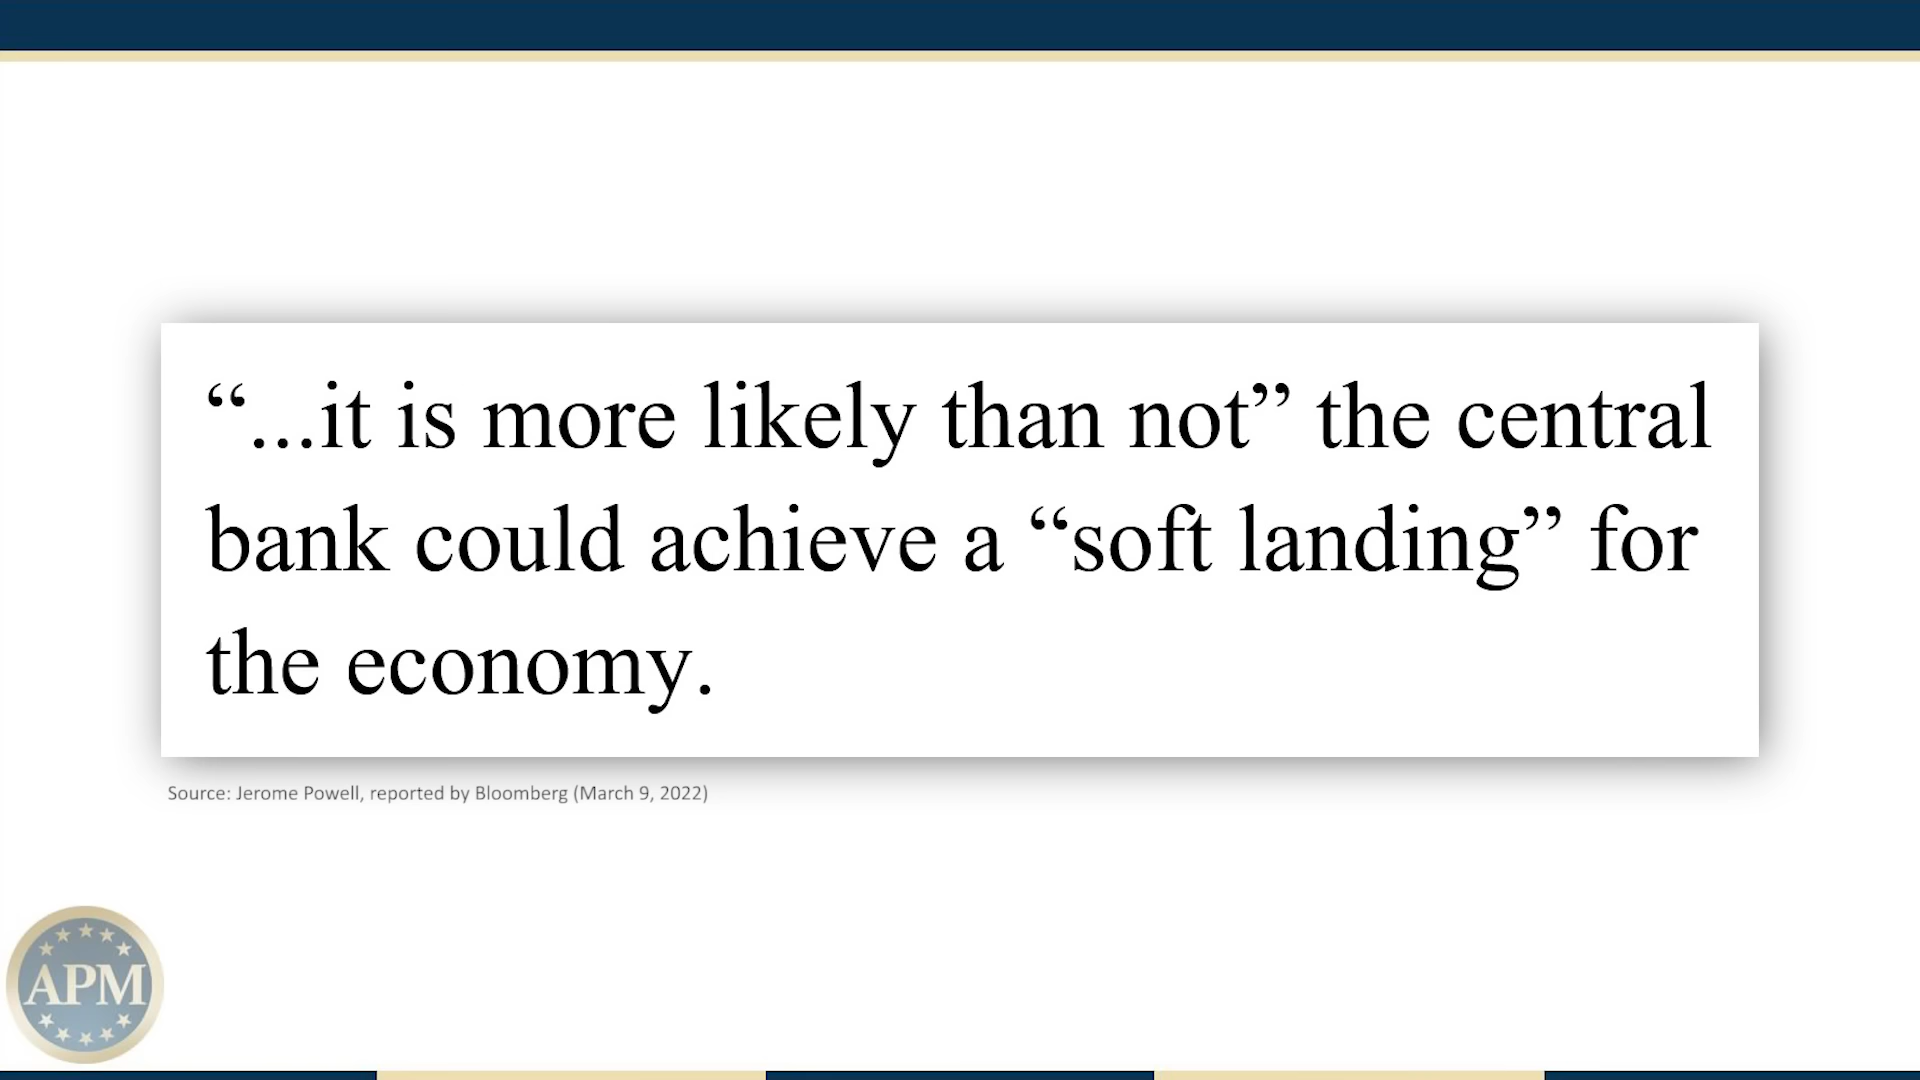 “...it is more likely than not” the central
bank could achieve a “soft landing” for
the economy.
Source: Jerome Powell, reported by Bloomberg (March 9, 2022)
APM